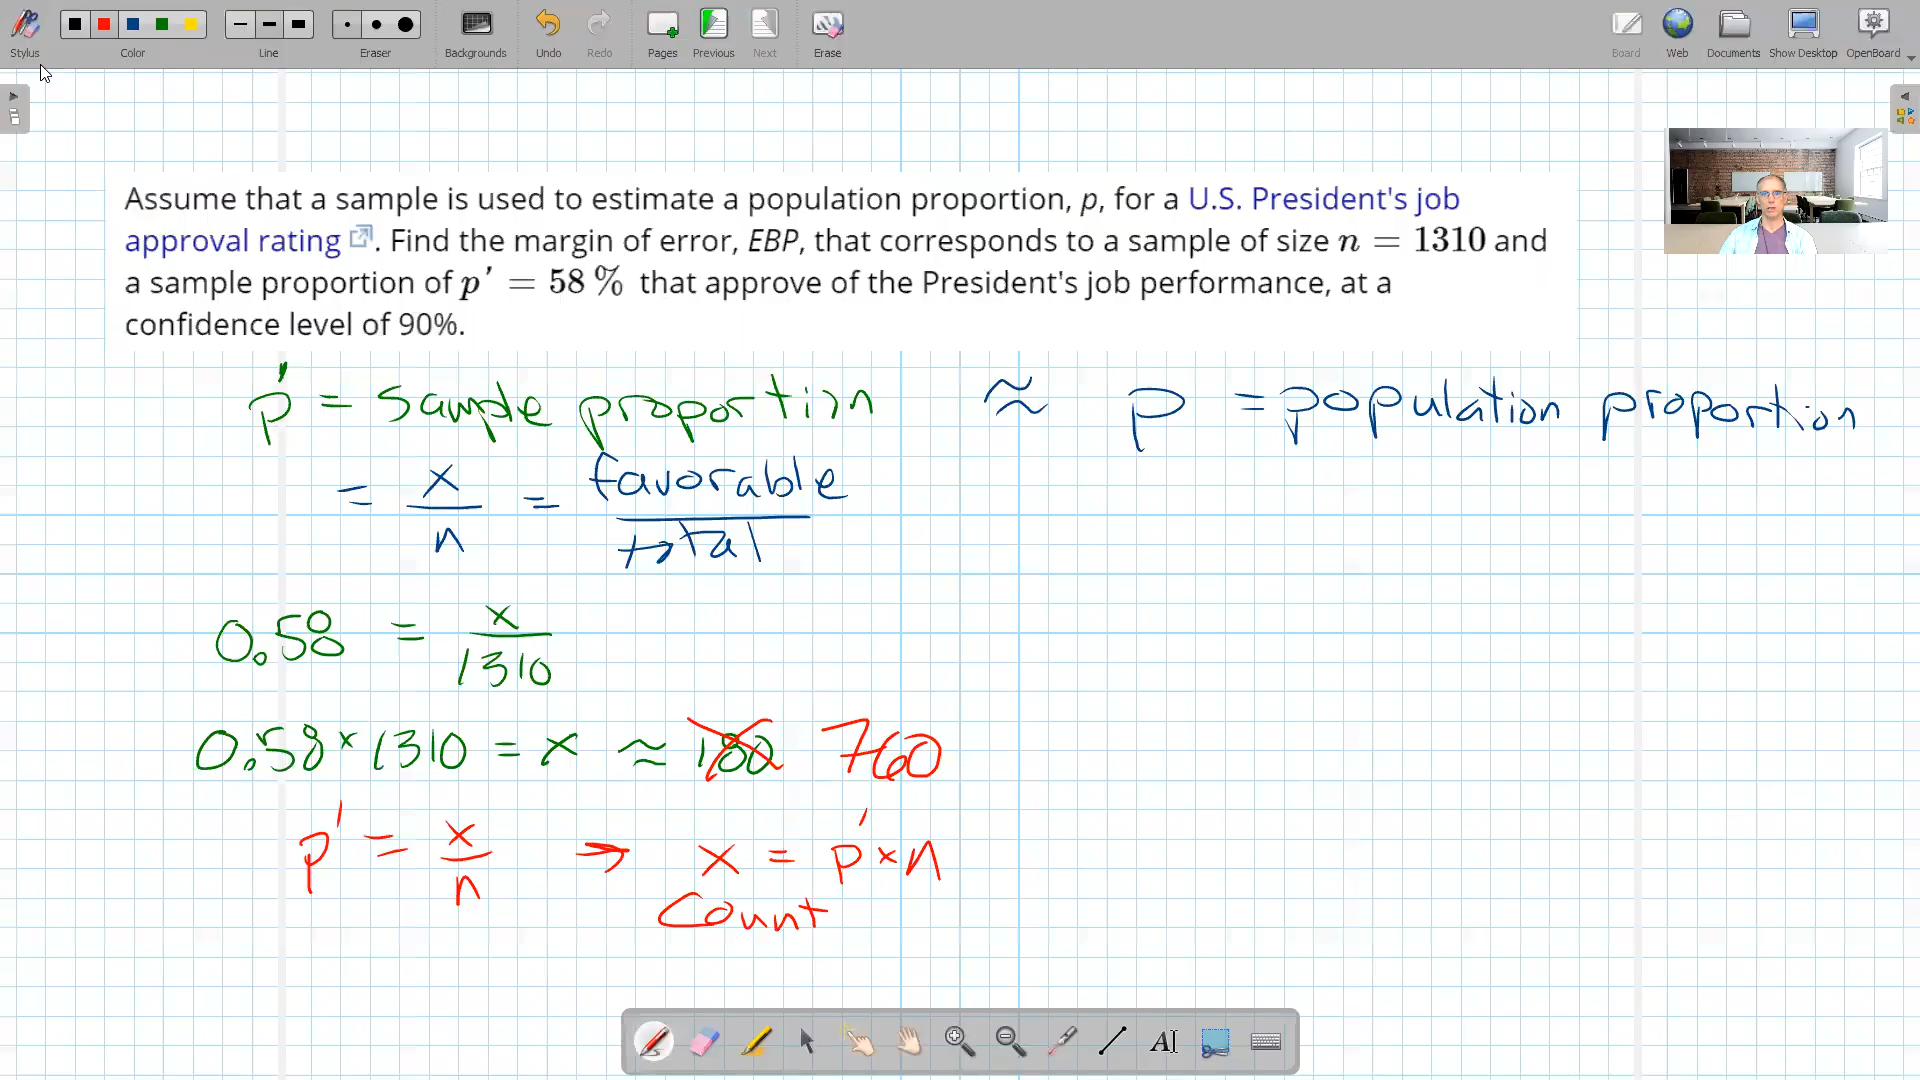 Stylus Color Line Eraser Backgrounds Undo Redo Pages Previous Next Erase Board Web Documents Show Desktop OpenBoard
Assume that a sample is used to estimate a population proportion, p, for a U.S. President's job
approval rating. Find the margin of error, EBP, that corresponds to a sample of size n = 1310 and
a sample proportion of p′ = 58 % that approve of the President's job performance, at a
confidence level of 90%.
p′ = sample proportion ≈ p = population proportion
= x/n = favorable/total
0.58 = x/1310
0.58 × 1310 = x ≈ 180 760
p′ = x/n → x = p′ × n
Count